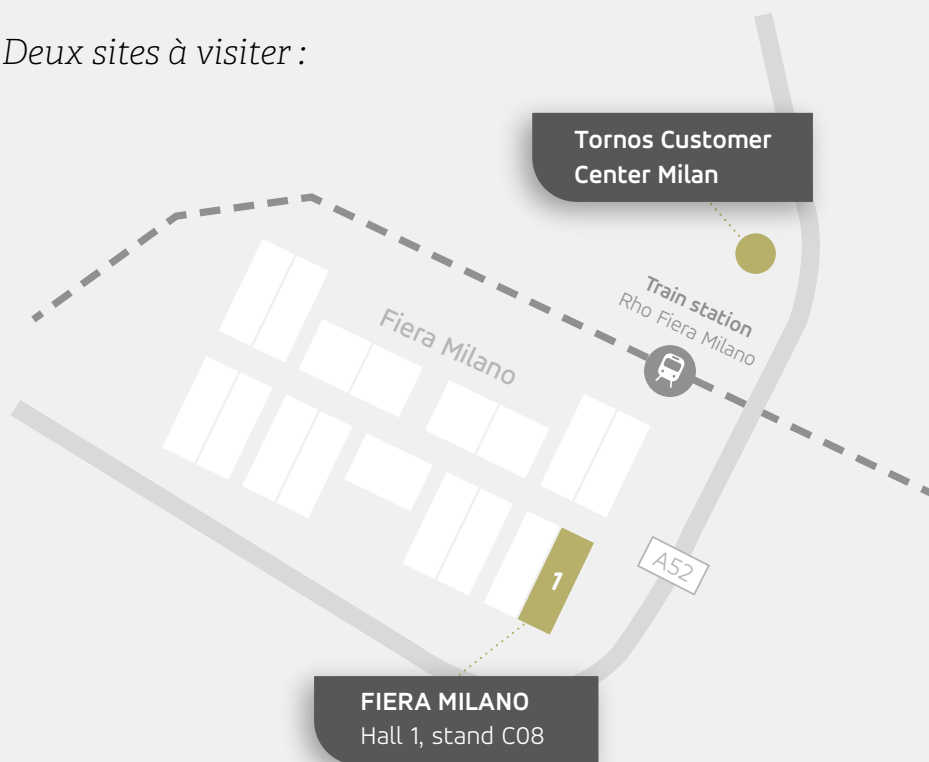 Deux sites à visiter :
Tornos Customer
Center Milan
Train station
Rho Fiera Milano
Fiera Milano
1
A52
FIERA MILANO
Hall 1, stand C08